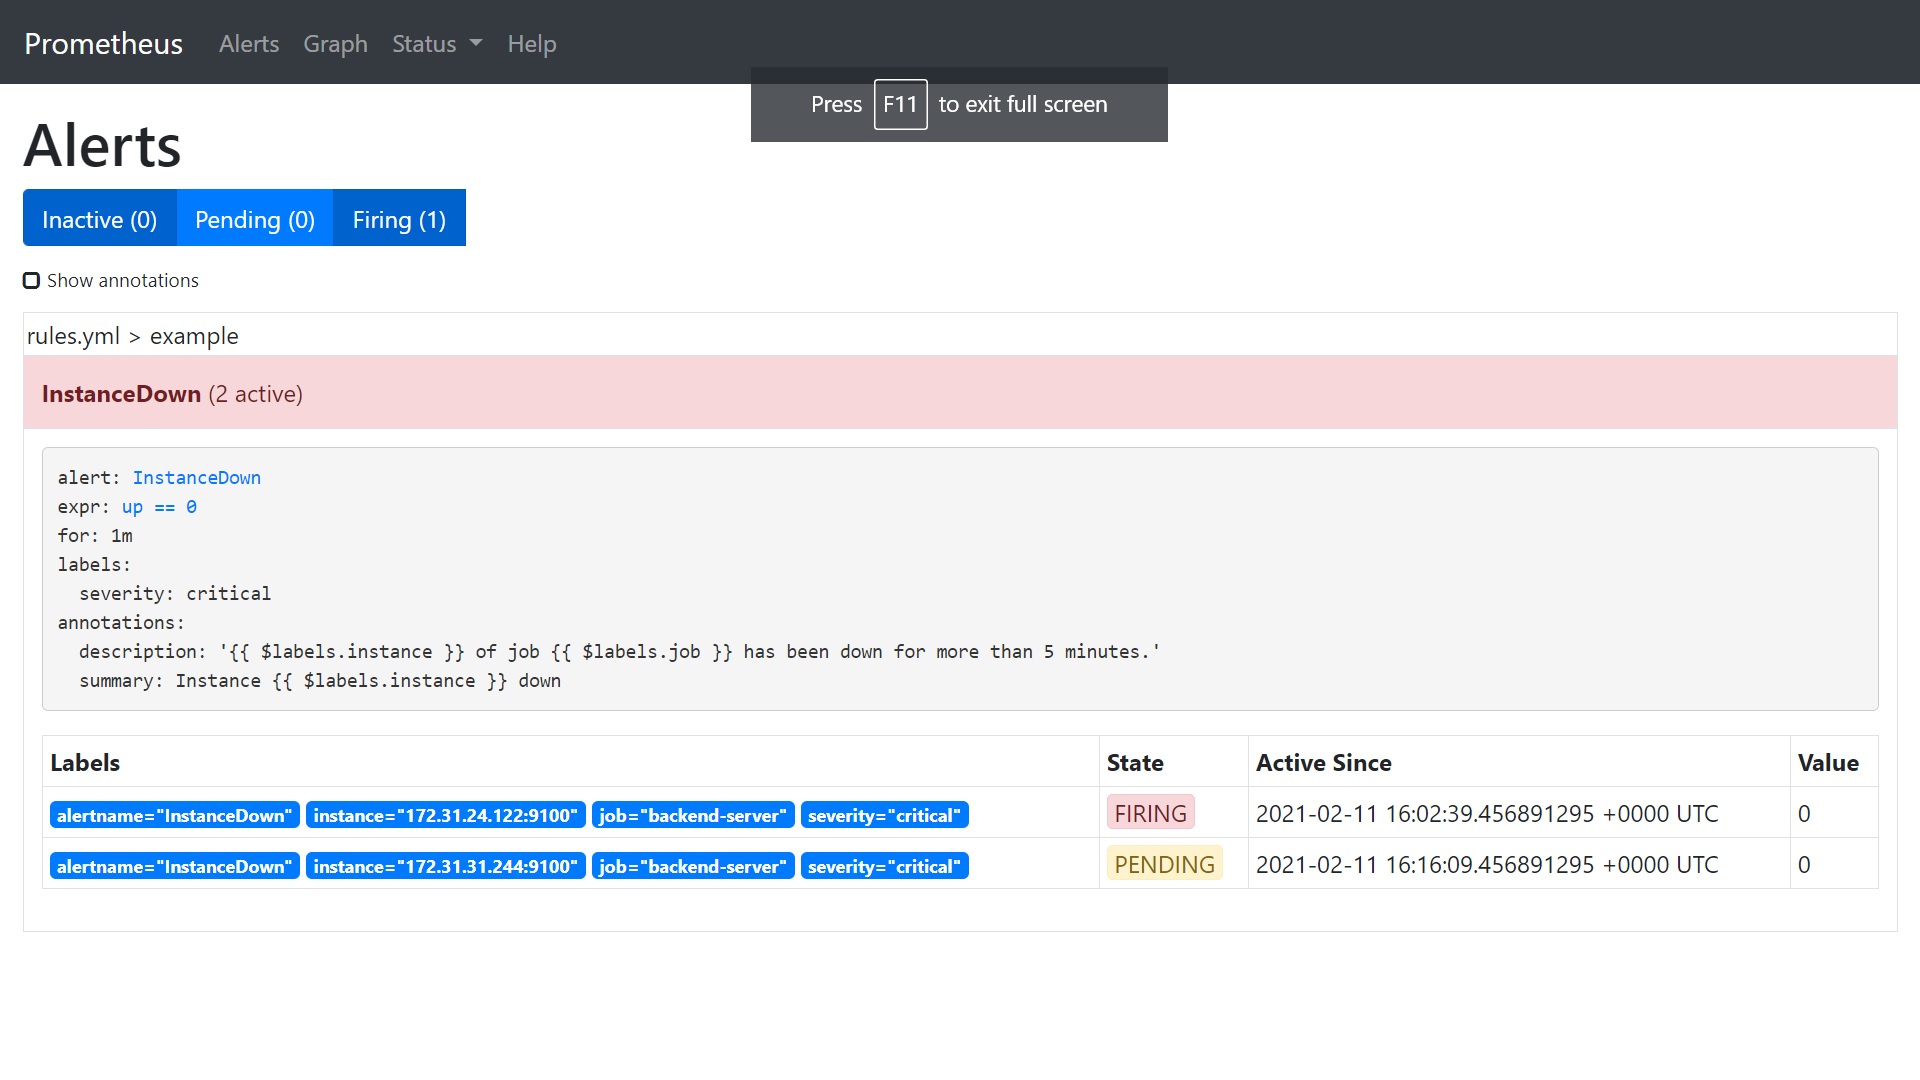 Prometheus Alerts Graph Status Help
Press F11 to exit full screen
Alerts
Inactive (0) Pending (0) Firing (1)
Show annotations
rules.yml > example
InstanceDown (2 active)
alert: InstanceDown
expr: up == 0
for: 1m
labels:
  severity: critical
annotations:
  description: '{{ $labels.instance }} of job {{ $labels.job }} has been down for more than 5 minutes.'
  summary: Instance {{ $labels.instance }} down
Labels State Active Since Value
alertname="InstanceDown" instance="172.31.24.122:9100" job="backend-server" severity="critical" FIRING 2021-02-11 16:02:39.456891295 +0000 UTC 0
alertname="InstanceDown" instance="172.31.31.244:9100" job="backend-server" severity="critical" PENDING 2021-02-11 16:16:09.456891295 +0000 UTC 0